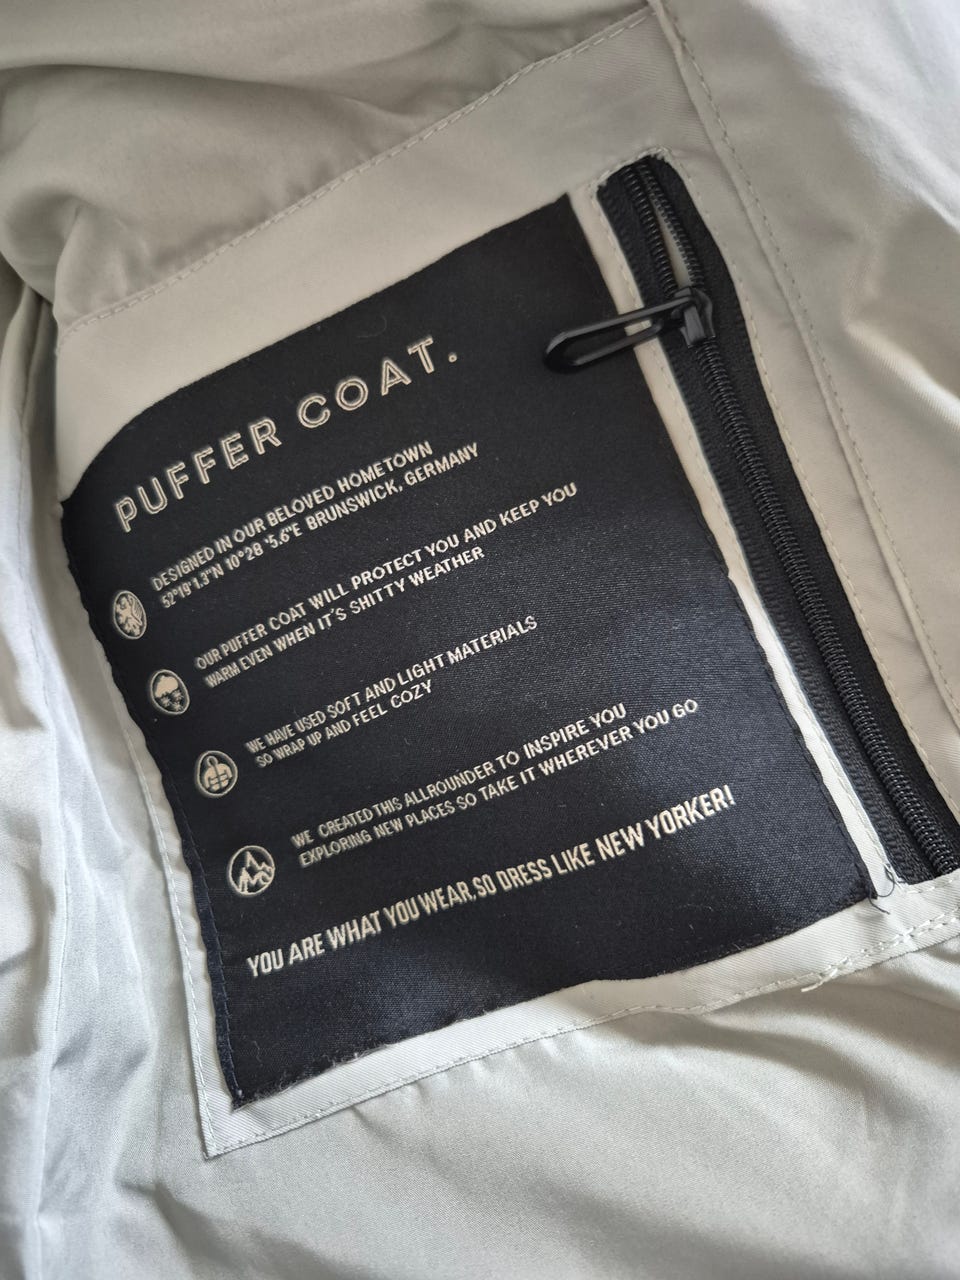 PUFFER COAT.
DESIGNED IN OUR BELOVED HOMETOWN
52°19'1.3"N 10°28 '5.6"E BRUNSWICK, GERMANY
OUR PUFFER COAT WILL PROTECT YOU AND KEEP YOU
WARM EVEN WHEN IT'S SHITTY WEATHER
WE HAVE USED SOFT AND LIGHT MATERIALS
SO WRAP UP AND FEEL COZY
WE CREATED THIS ALLROUNDER TO INSPIRE YOU
EXPLORING NEW PLACES SO TAKE IT WHEREVER YOU GO
YOU ARE WHAT YOU WEAR,SO DRESS LIKE NEW YORKER!